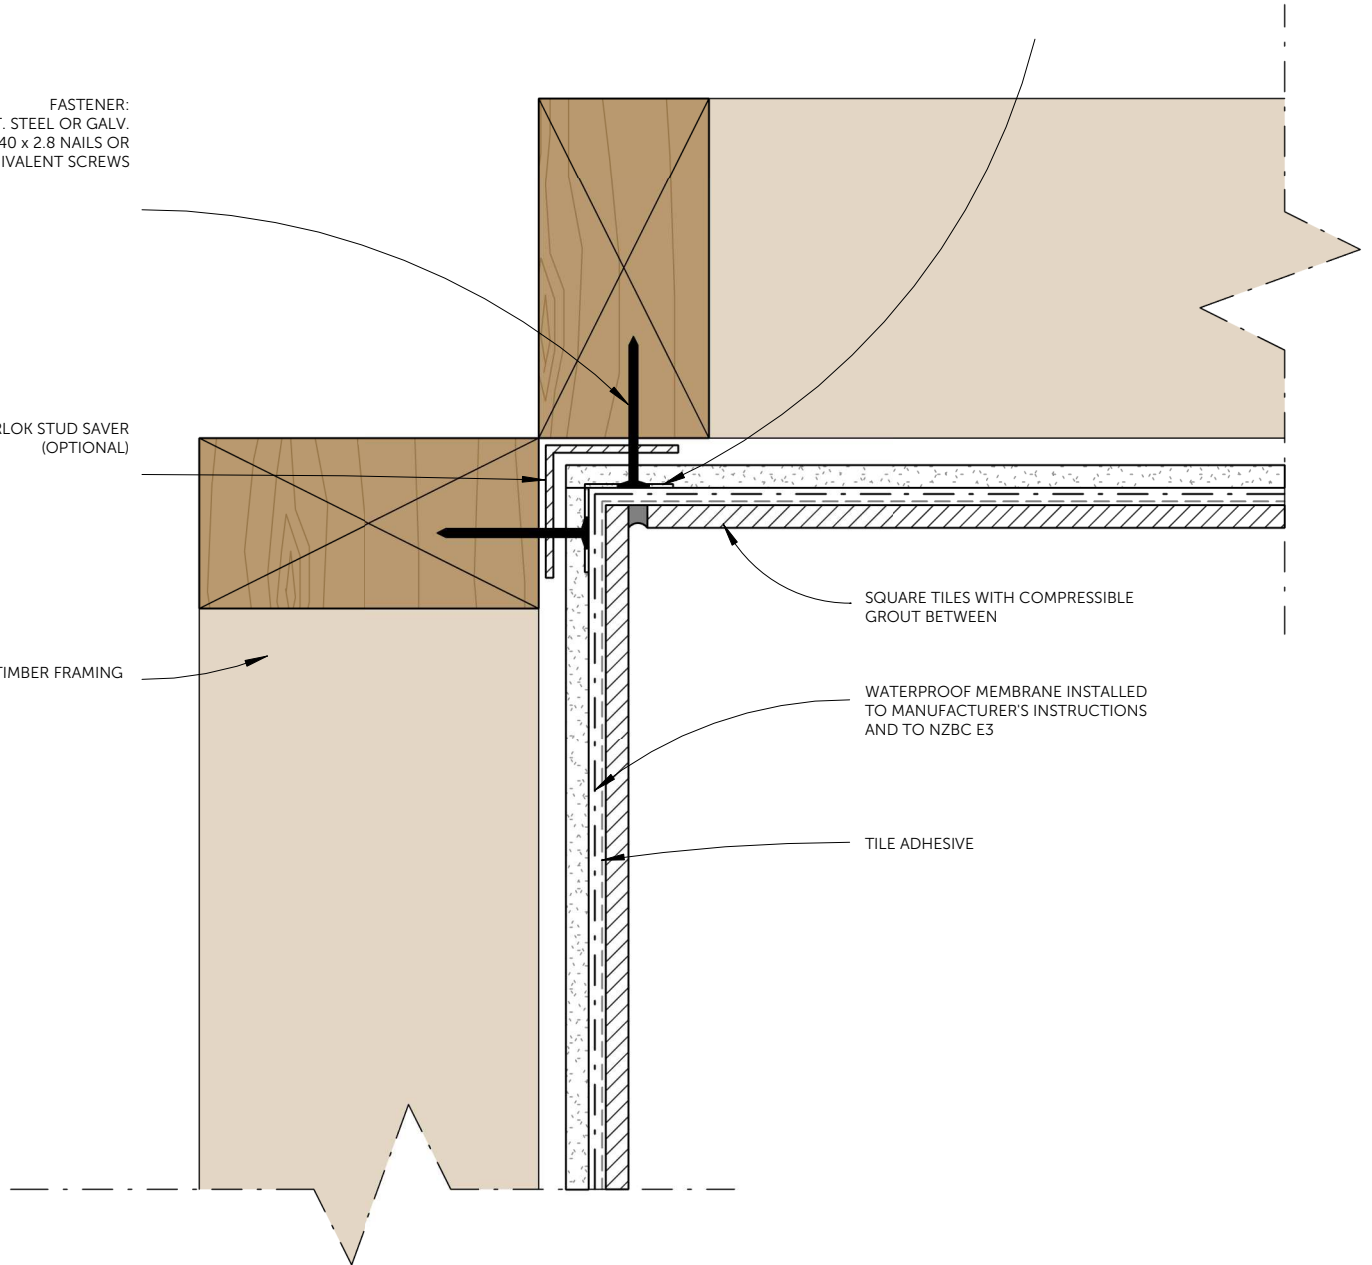 FASTENER:
T. STEEL OR GALV.
40 x 2.8 NAILS OR
IVALENT SCREWS
RLOK STUD SAVER
(OPTIONAL)
TIMBER FRAMING
SQUARE TILES WITH COMPRESSIBLE
GROUT BETWEEN
WATERPROOF MEMBRANE INSTALLED
TO MANUFACTURER'S INSTRUCTIONS
AND TO NZBC E3
TILE ADHESIVE